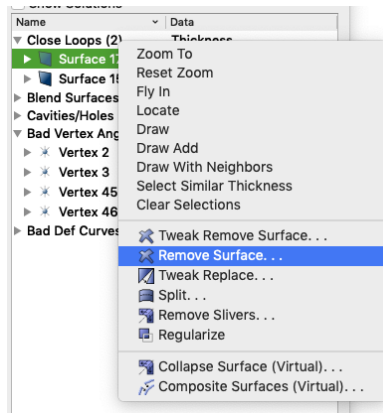 Name Data
Close Loops (2) Thickness
Surface 17
Surface 15
Blend Surfaces
Cavities/Holes
Bad Vertex Ang
Vertex 2
Vertex 3
Vertex 45
Vertex 46
Bad Def Curves
Zoom To
Reset Zoom
Fly In
Locate
Draw
Draw Add
Draw With Neighbors
Select Similar Thickness
Clear Selections
Tweak Remove Surface. . .
Remove Surface. . .
Tweak Replace. . .
Split. . .
Remove Slivers. . .
Regularize
Collapse Surface (Virtual). . .
Composite Surfaces (Virtual). . .